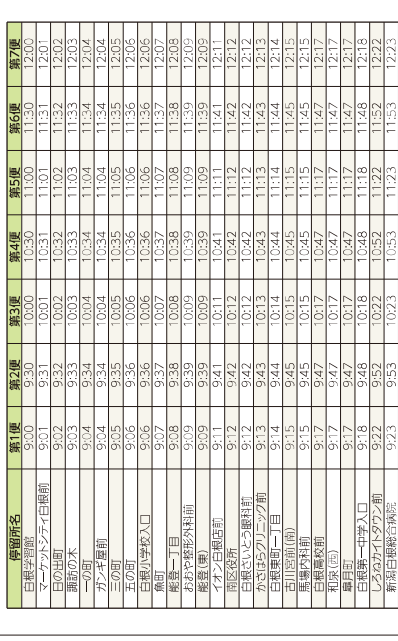 停留所名 第1便 第2便 第3便 第4便 第5便 第6便 第7便
白根学習館 9:00 9:30 10:00 10:30 11:00 11:30 12:00
マーケットシティ白根前 9:01 9:31 10:01 10:31 11:01 11:31 12:01
日の出町 9:02 9:32 10:02 10:32 11:02 11:32 12:02
諏訪の木 9:03 9:33 10:03 10:33 11:03 11:33 12:03
一の町 9:04 9:34 10:04 10:34 11:04 11:34 12:04
ガンギ屋前 9:04 9:34 10:04 10:34 11:04 11:34 12:04
三の町 9:05 9:35 10:05 10:35 11:05 11:35 12:05
五の町 9:06 9:36 10:06 10:36 11:06 11:36 12:06
白根小学校入口 9:06 9:36 10:06 10:36 11:06 11:36 12:06
魚町 9:07 9:37 10:07 10:37 11:07 11:37 12:07
能登一丁目 9:08 9:38 10:08 10:38 11:08 11:38 12:08
おおや整形外科前 9:09 9:39 10:09 10:39 11:09 11:39 12:09
能登(東) 9:09 9:39 10:09 10:39 11:09 11:39 12:09
イオン白根店前 9:11 9:41 10:11 10:41 11:11 11:41 12:11
南区役所 9:12 9:42 10:12 10:42 11:12 11:42 12:12
白根さいとう眼科前 9:12 9:42 10:12 10:42 11:12 11:42 12:12
かさはらクリニック前 9:13 9:43 10:13 10:43 11:13 11:43 12:13
白根東町一丁目 9:14 9:44 10:14 10:44 11:14 11:44 12:14
古川宮前(南) 9:15 9:45 10:15 10:45 11:15 11:45 12:15
馬場内科前 9:15 9:45 10:15 10:45 11:15 11:45 12:15
白根高校前 9:17 9:47 10:17 10:47 11:17 11:47 12:17
和泉(西) 9:17 9:47 10:17 10:47 11:17 11:47 12:17
皐月町 9:17 9:47 10:17 10:47 11:17 11:47 12:17
白根第一中学入口 9:18 9:48 10:18 10:48 11:18 11:48 12:18
しろねカイトタウン前 9:22 9:52 10:22 10:52 11:22 11:52 12:22
新潟白根総合病院 9:23 9:53 10:23 10:53 11:23 11:53 12:23